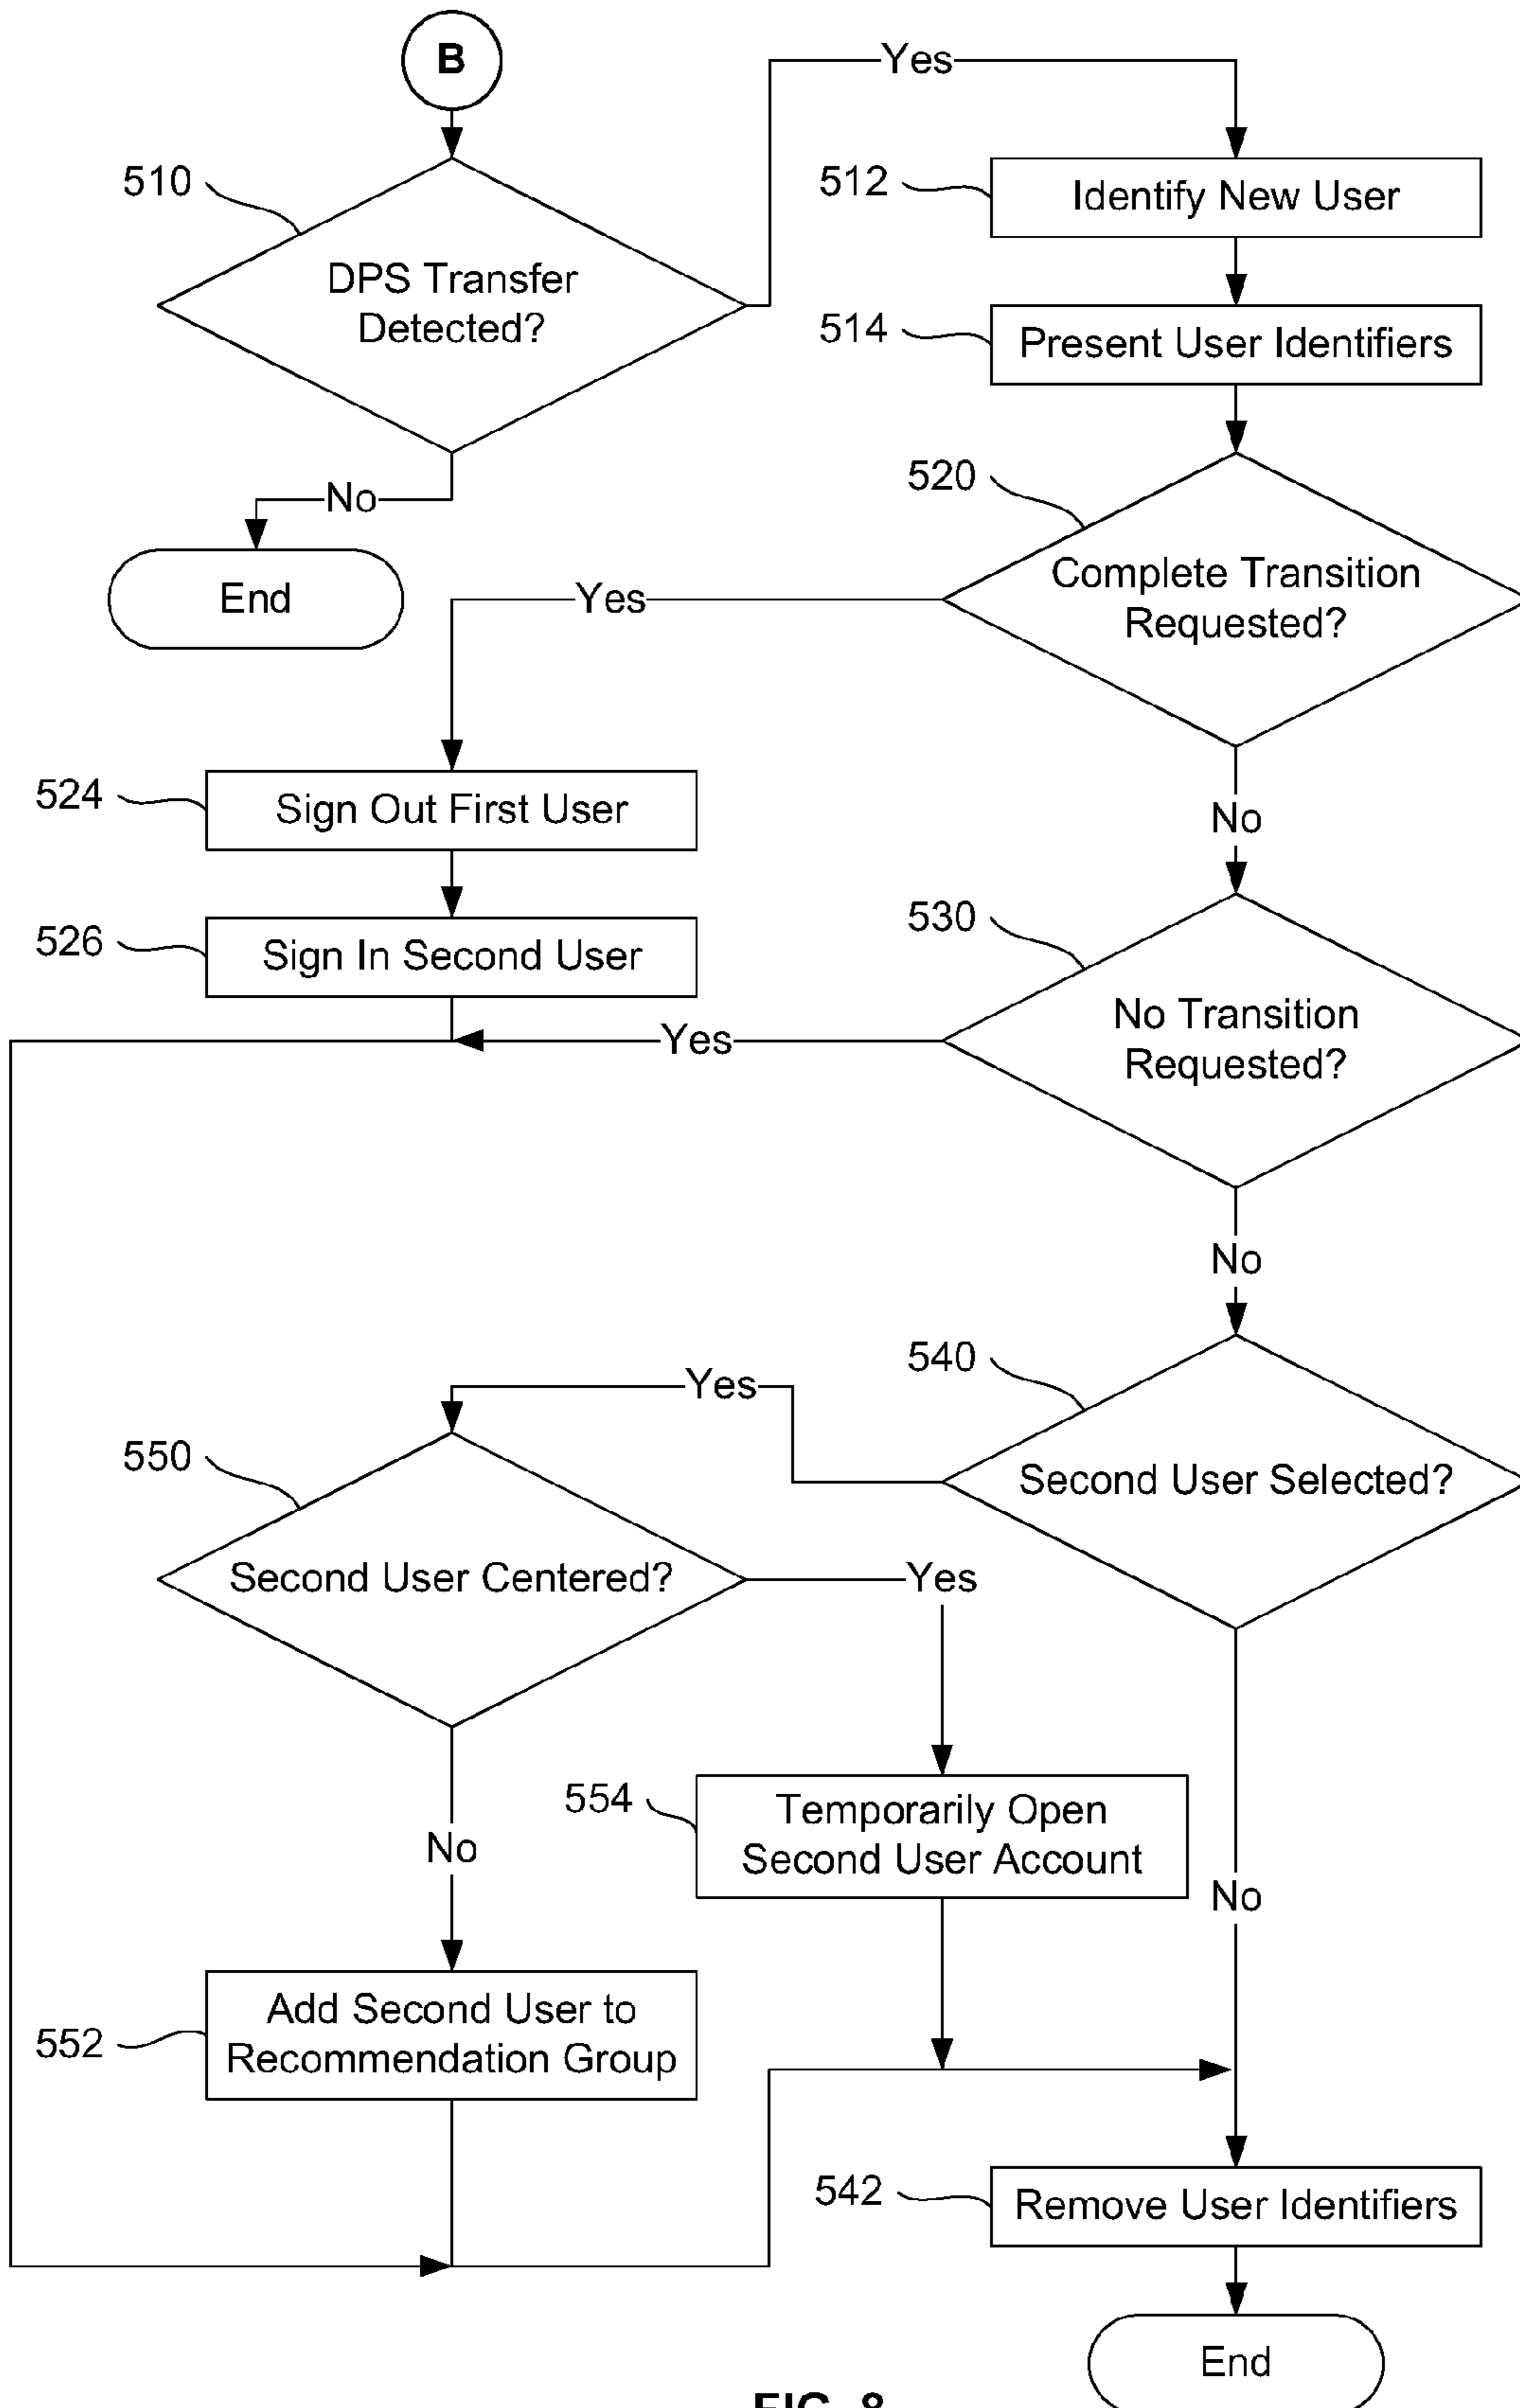 B
Yes
510
DPS Transfer
Detected?
512
Identify New User
514
Present User Identifiers
No
End
520
Complete Transition
Requested?
Yes
524
Sign Out First User
No
526
Sign In Second User
530
No Transition
Requested?
Yes
No
540
Second User Selected?
Yes
550
Second User Centered?
Yes
554
Temporarily Open
Second User Account
No
No
552
Add Second User to
Recommendation Group
542
Remove User Identifiers
End
FIG. 8